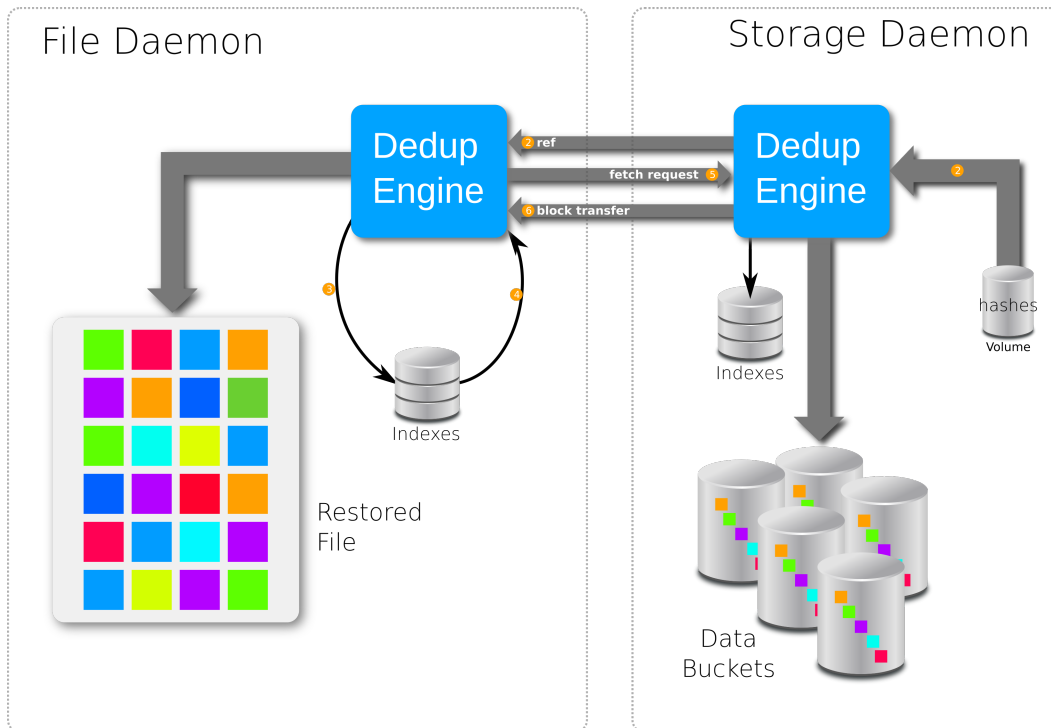 File Daemon
Storage Daemon
Dedup
Engine
Dedup
Engine
2 ref
fetch request 5
6 block transfer
2
3
4
hashes
Volume
Indexes
Indexes
Restored
File
Data
Buckets